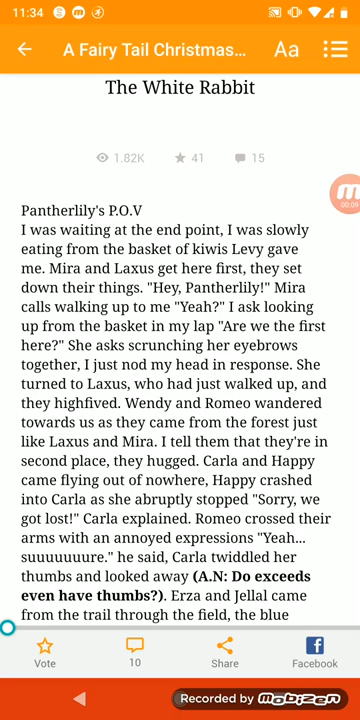 11:34
A Fairy Tail Christmas...
Aa
The White Rabbit
1.82K
41
15
00:09
Pantherlily's P.O.V
I was waiting at the end point, I was slowly
eating from the basket of kiwis Levy gave
me. Mira and Laxus get here first, they set
down their things. "Hey, Pantherlily!" Mira
calls walking up to me "Yeah?" I ask looking
up from the basket in my lap "Are we the first
here?" She asks scrunching her eyebrows
together, I just nod my head in response. She
turned to Laxus, who had just walked up, and
they highfived. Wendy and Romeo wandered
towards us as they came from the forest just
like Laxus and Mira. I tell them that they're in
second place, they hugged. Carla and Happy
came flying out of nowhere, Happy crashed
into Carla as she abruptly stopped "Sorry, we
got lost!" Carla explained. Romeo crossed their
arms with an annoyed expressions "Yeah...
suuuuuuure." he said, Carla twiddled her
thumbs and looked away (A.N: Do exceeds
even have thumbs?). Erza and Jellal came
from the trail through the field, the blue
Vote
10
Share
Facebook
Recorded by mobizen